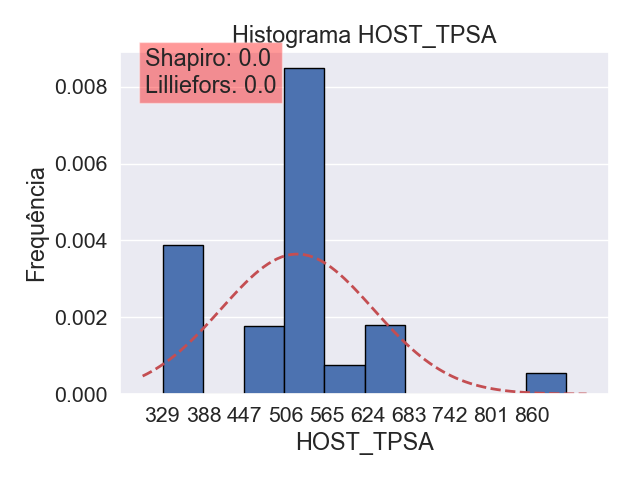 Histograma HOST_TPSA
Shapiro: 0.0
Lilliefors: 0.0
0.008
0.006
0.004
0.002
0.000
Frequência
329 388 447 506 565 624 683 742 801 860
HOST_TPSA